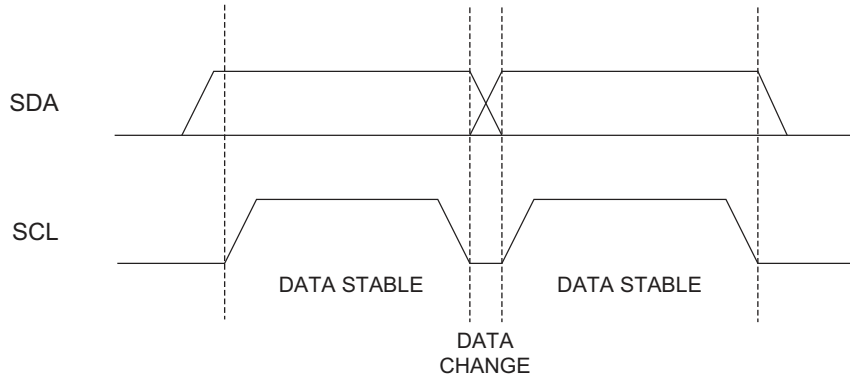 SDA
SCL
DATA STABLE
DATA STABLE
DATA
CHANGE